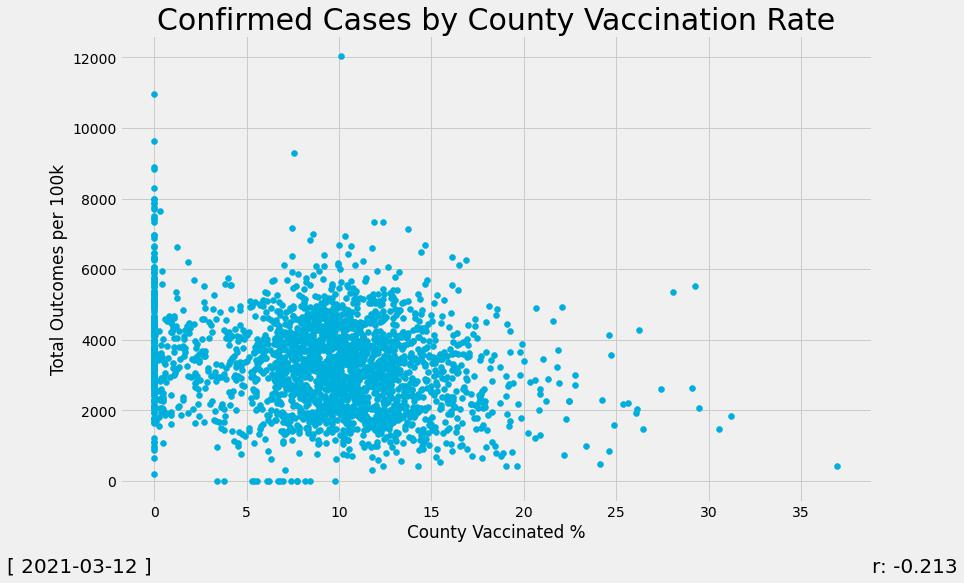 Confirmed Cases by County Vaccination Rate
12000
10000
8000
6000
4000
2000
0
Total Outcomes per 100k
0 5 10 15 20 25 30 35
County Vaccinated %
[ 2021-03-12 ]
r: -0.213